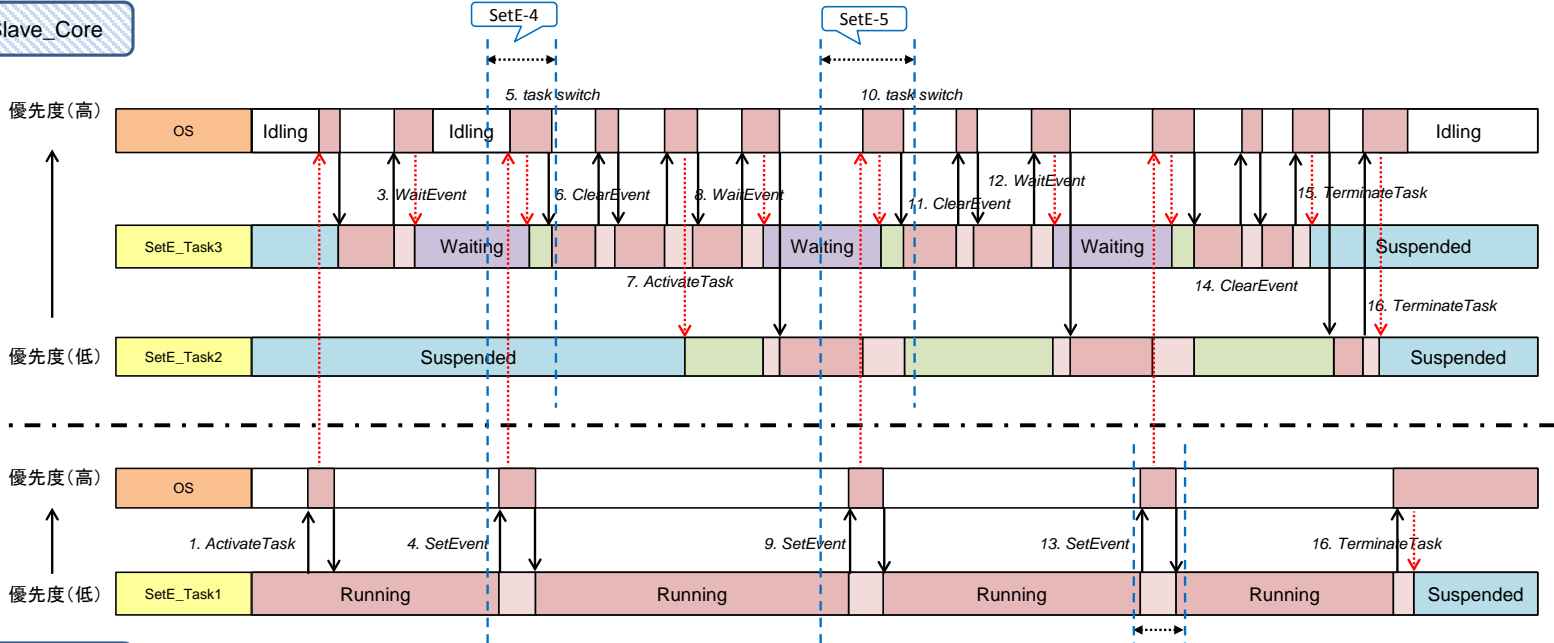 SetE-4
SetE-5
Slave_Core
5. task switch
10. task switch
優先度(高)
OS
Idling
Idling
Idling
3. WaitEvent
6. ClearEvent
8. WaitEvent
11. ClearEvent
12. WaitEvent
15. TerminateTask
SetE_Task3
Waiting
Waiting
Waiting
Suspended
7. ActivateTask
14. ClearEvent
16. TerminateTask
優先度(低)
SetE_Task2
Suspended
Suspended
優先度(高)
OS
1. ActivateTask
4. SetEvent
9. SetEvent
13. SetEvent
16. TerminateTask
優先度(低)
SetE_Task1
Running
Running
Running
Running
Suspended